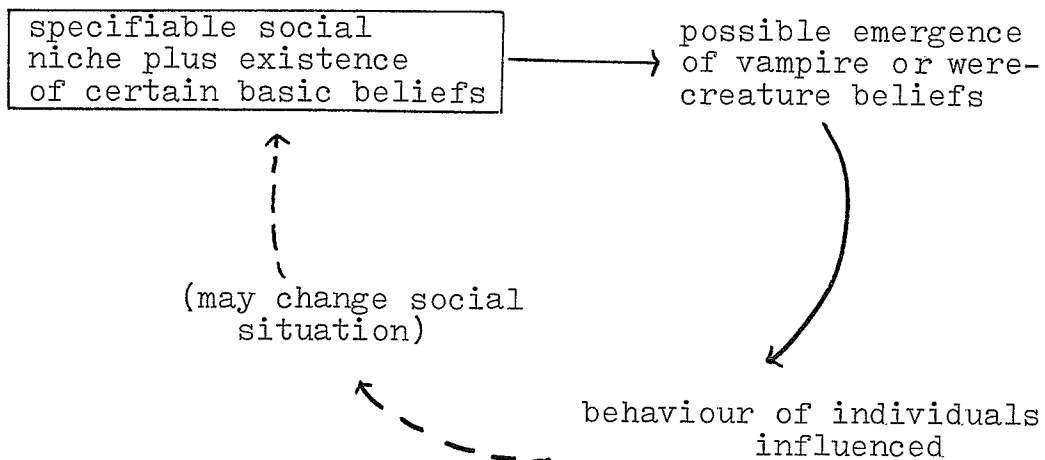 specifiable social
niche plus existence
of certain basic beliefs
possible emergence
of vampire or were-
creature beliefs
(may change social
situation)
behaviour of individuals
influenced